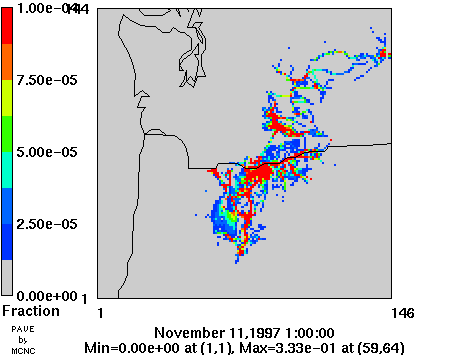 1.00e-04 144
7.50e-05
5.00e-05
2.50e-05
0.00e+00 1
Fraction
1 146
PAVE
by
MCNC
November 11,1997 1:00:00
Min=0.00e+00 at (1,1), Max=3.33e-01 at (59,64)